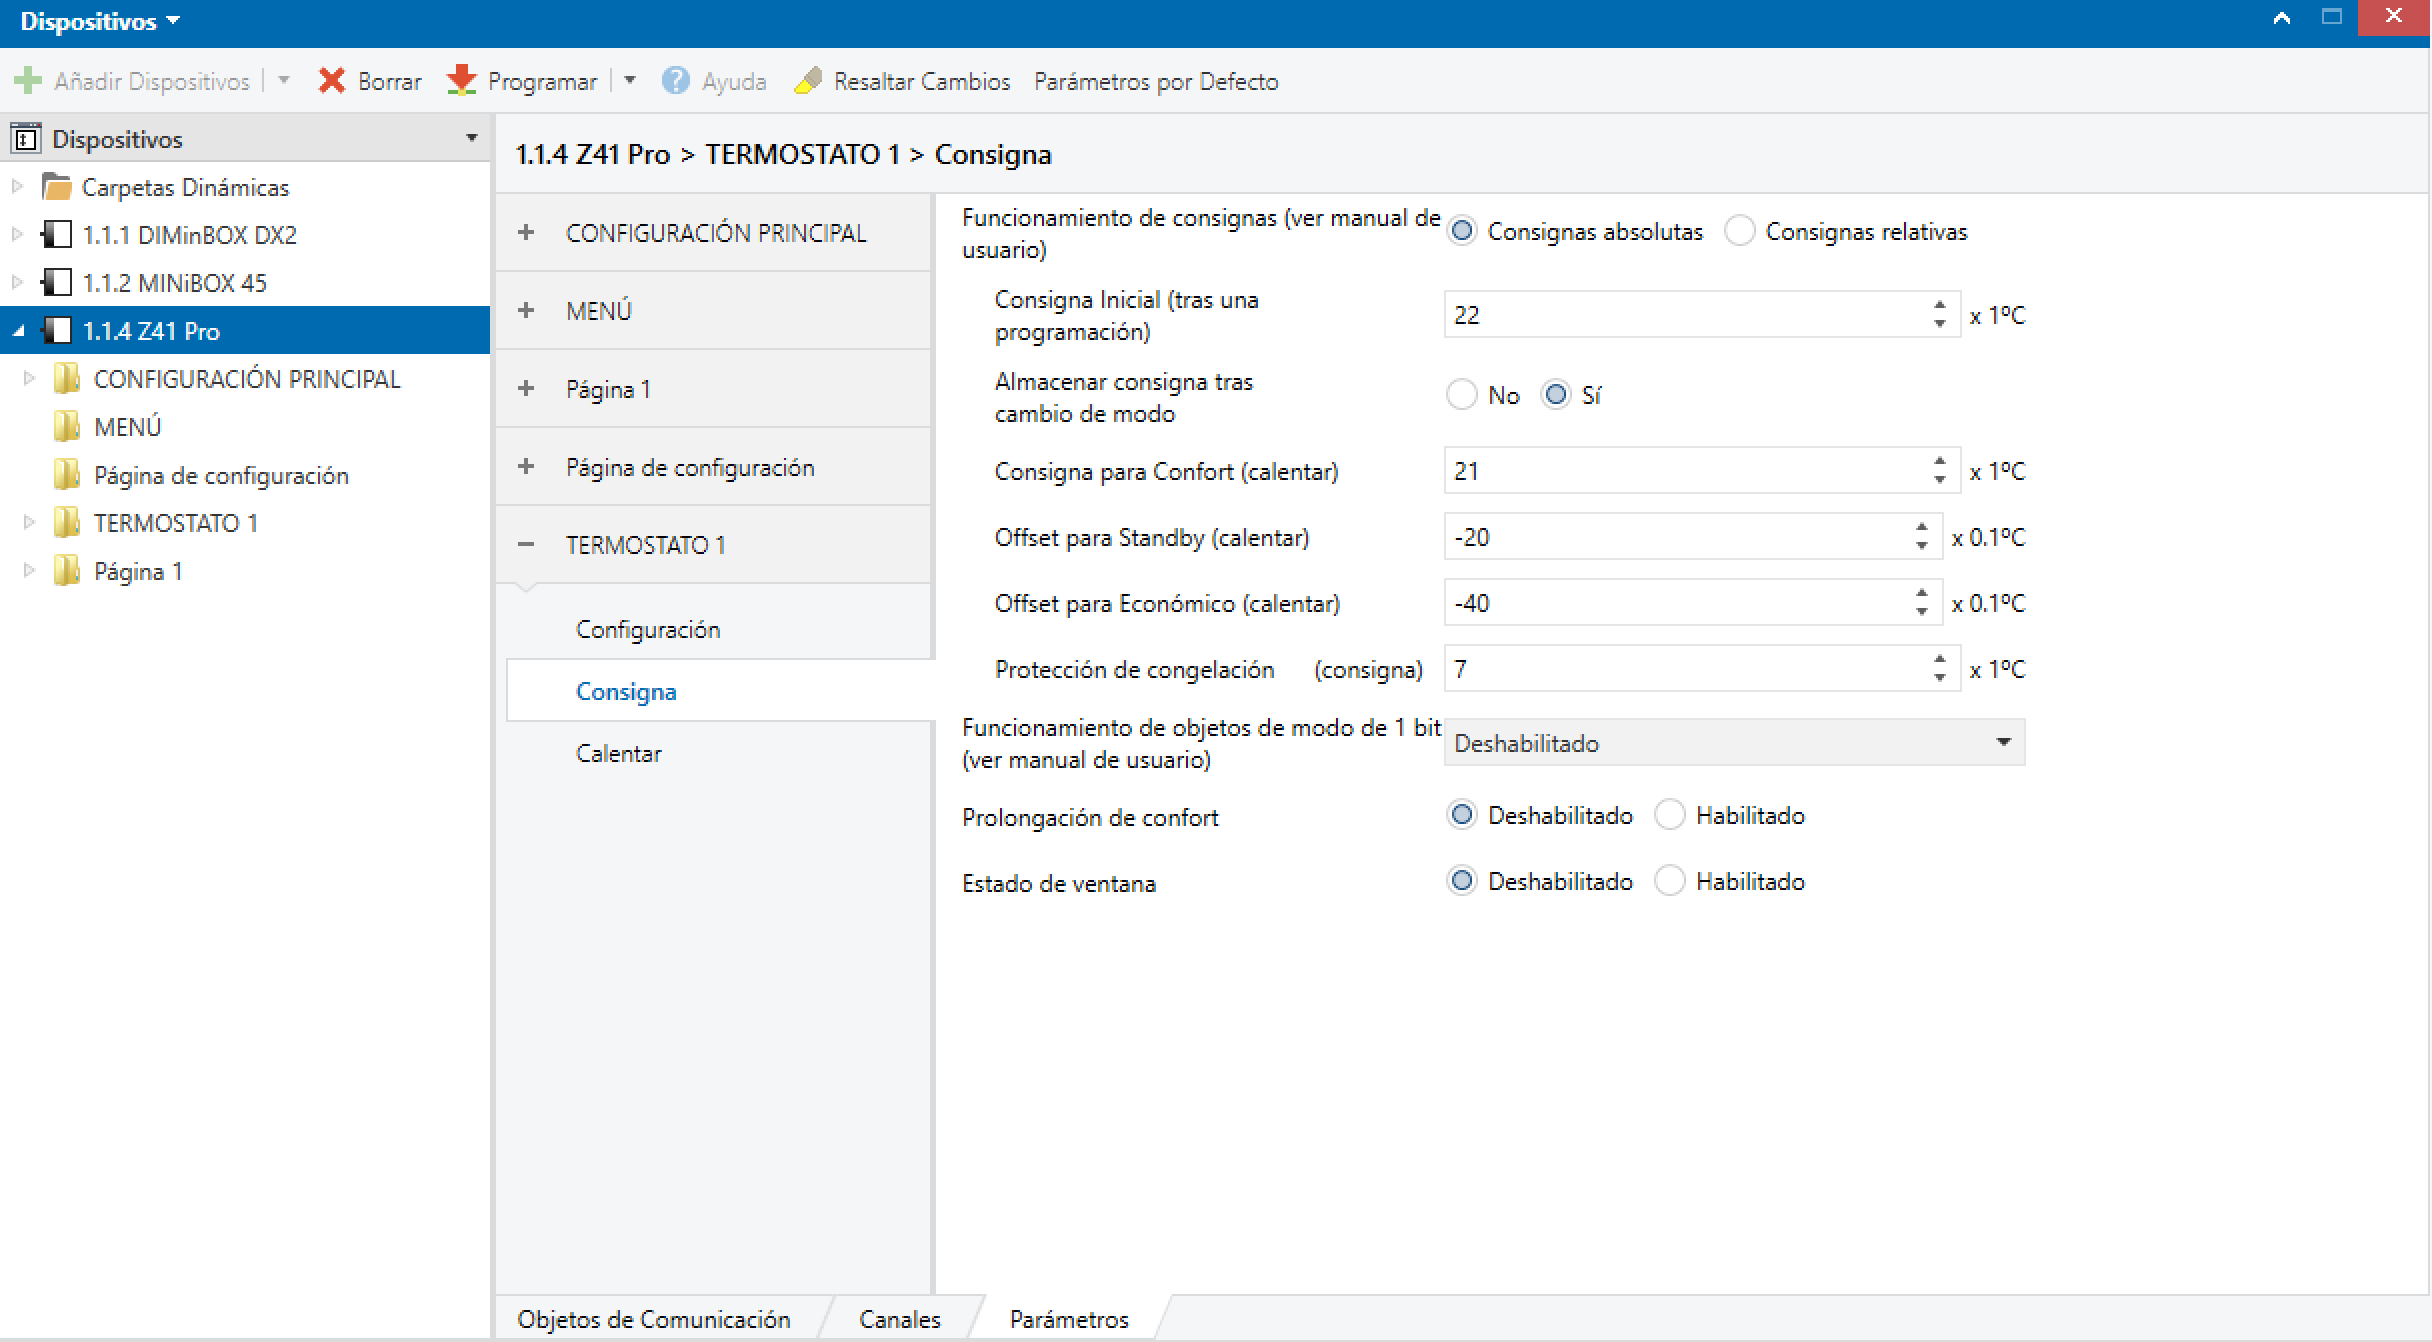 Dispositivos
Añadir Dispositivos Borrar Programar Ayuda Resaltar Cambios Parámetros por Defecto
Dispositivos
Carpetas Dinámicas
1.1.1 DIMinBOX DX2
1.1.2 MINiBOX 45
1.1.4 Z41 Pro
CONFIGURACIÓN PRINCIPAL
MENÚ
Página de configuración
TERMOSTATO 1
Página 1
1.1.4 Z41 Pro > TERMOSTATO 1 > Consigna
+ CONFIGURACIÓN PRINCIPAL
+ MENÚ
+ Página 1
+ Página de configuración
− TERMOSTATO 1
Configuración
Consigna
Calentar
Funcionamiento de consignas (ver manual de
usuario)
Consignas absolutas Consignas relativas
Consigna Inicial (tras una
programación)
22 x 1ºC
Almacenar consigna tras
cambio de modo
No Sí
Consigna para Confort (calentar) 21 x 1ºC
Offset para Standby (calentar) -20 x 0.1ºC
Offset para Económico (calentar) -40 x 0.1ºC
Protección de congelación (consigna) 7 x 1ºC
Funcionamiento de objetos de modo de 1 bit
(ver manual de usuario)
Deshabilitado
Prolongación de confort Deshabilitado Habilitado
Estado de ventana Deshabilitado Habilitado
Objetos de Comunicación Canales Parámetros